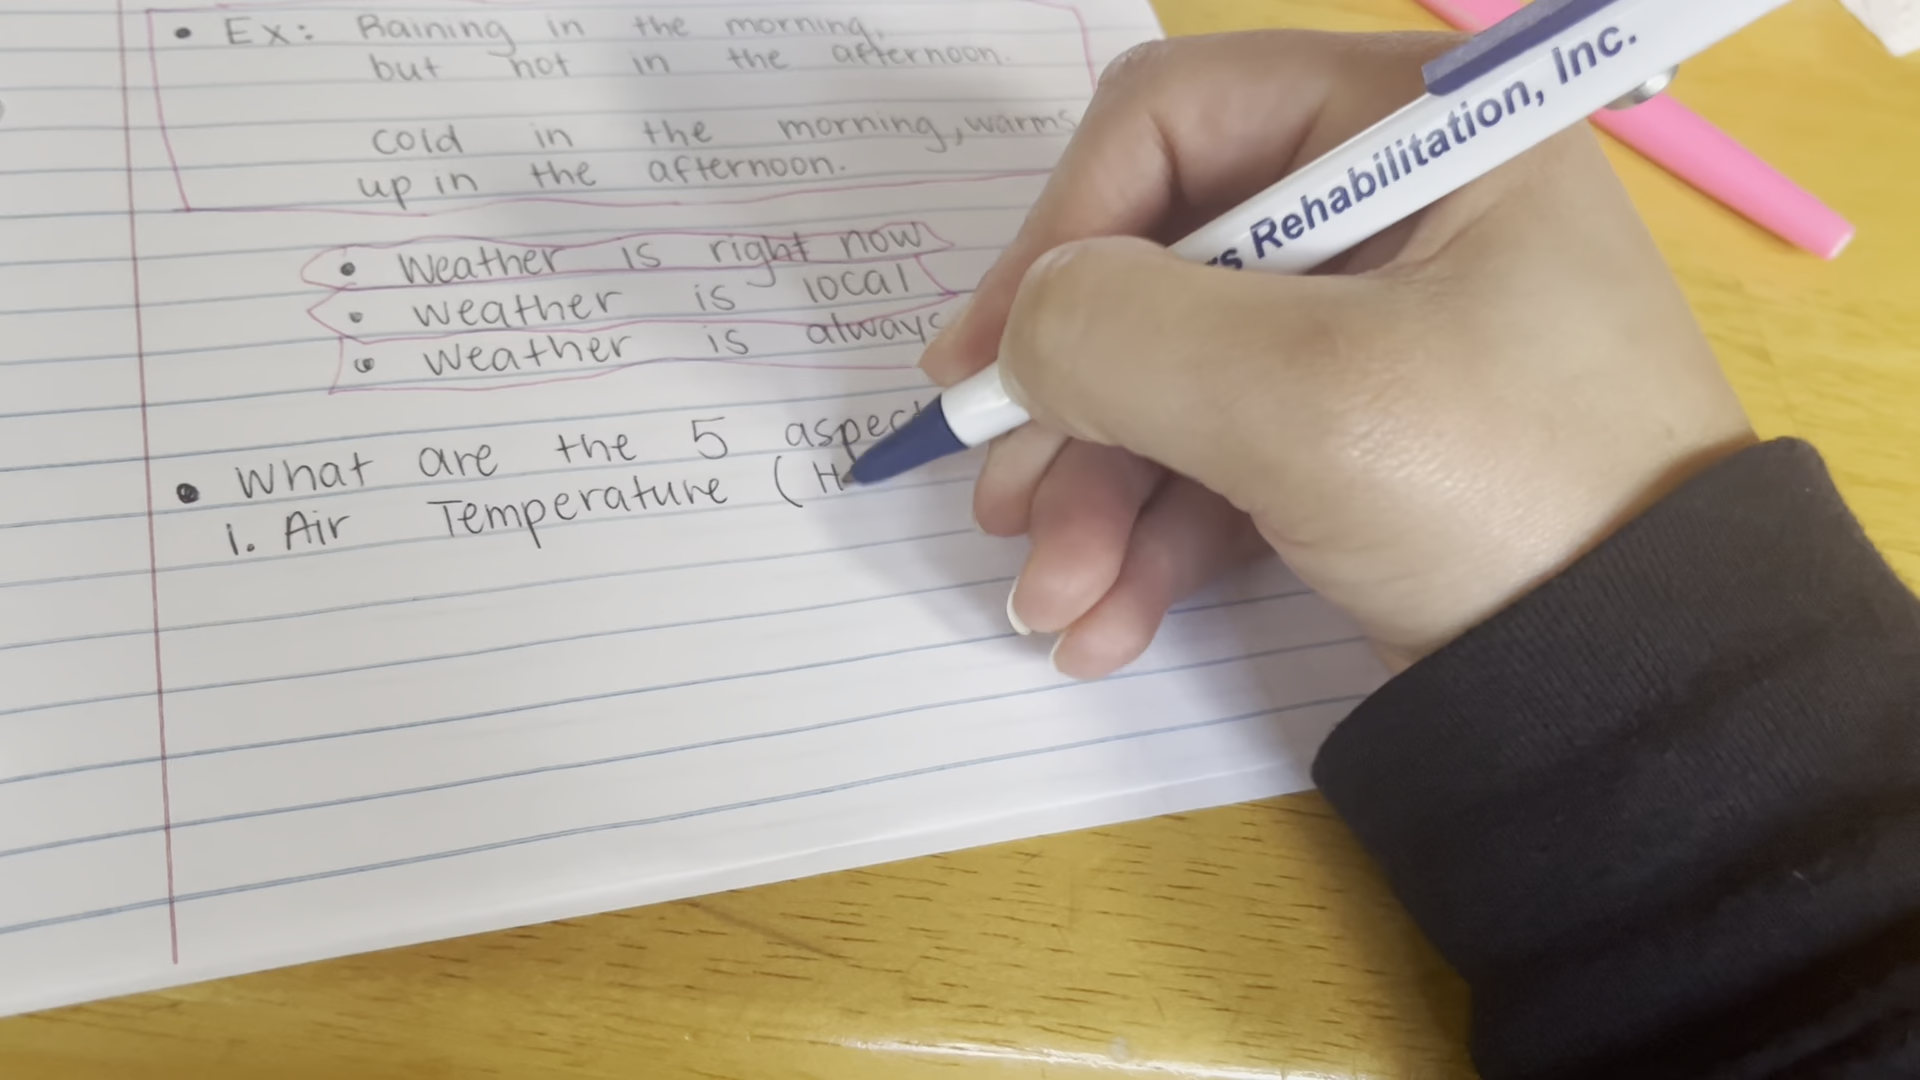 • Ex: Raining in the morning,
but not in the afternoon.
cold in the morning, warms
up in the afternoon.
• Weather is right now
• Weather is local
• Weather is always
• What are the 5
1. Air Temperature (H
Rehabilitation, Inc.